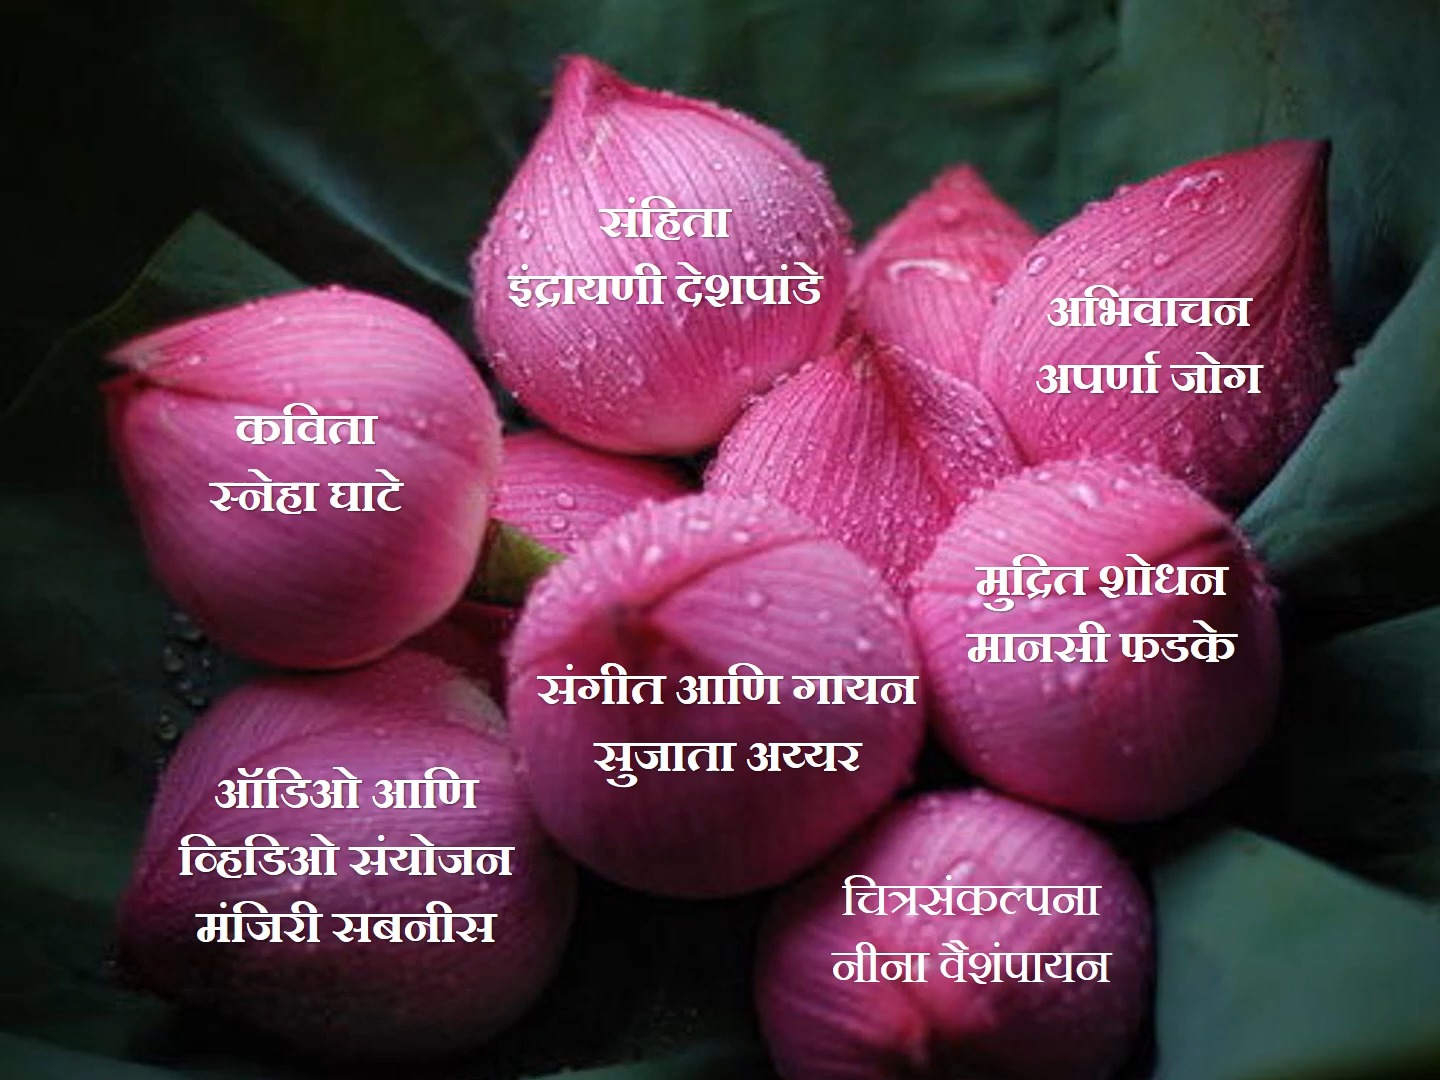 संहिता
इंद्रायणी देशपांडे
अभिवाचन
अपर्णा जोग
कविता
स्नेहा घाटे
मुद्रित शोधन
मानसी फडके
संगीत आणि गायन
सुजाता अय्यर
ऑडिओ आणि
व्हिडिओ संयोजन
मंजिरी सबनीस
चित्रसंकल्पना
नीना वैशंपायन